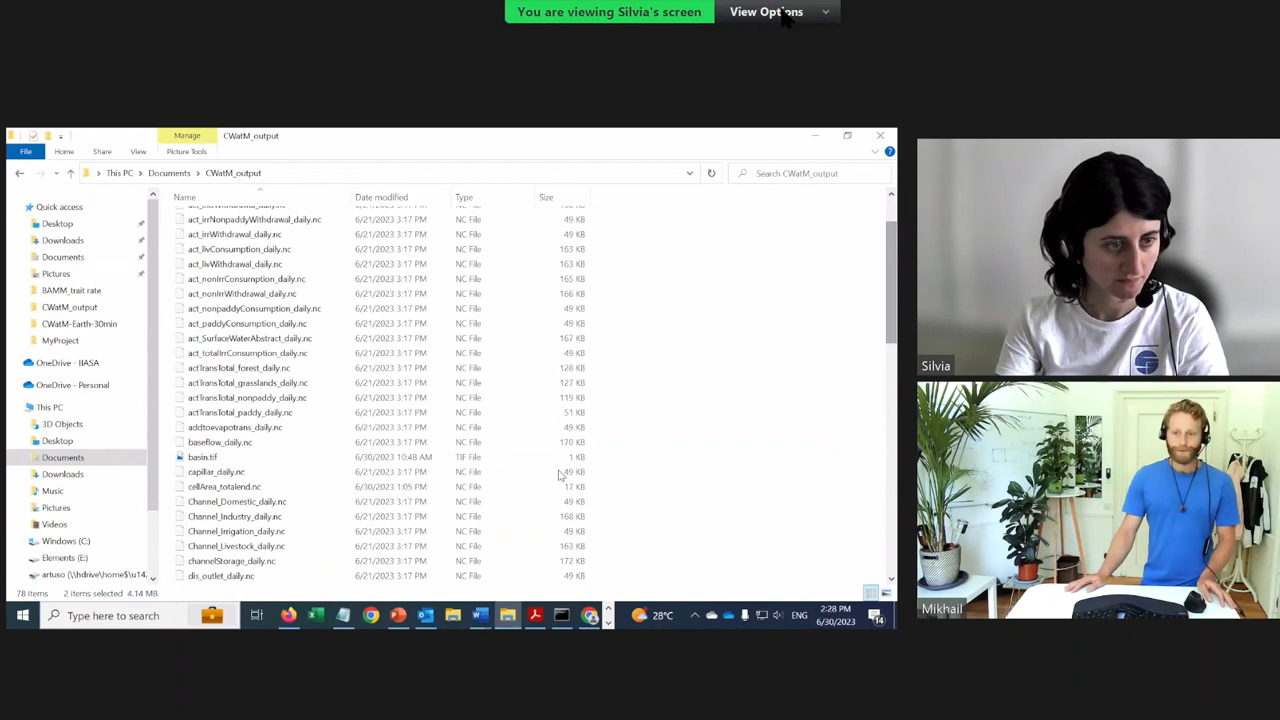 You are viewing Silvia's screen View Options
Manage CWatM_output
File Home Share View Picture Tools
This PC Documents CWatM_output Search CWatM_output
Name Date modified Type Size
Quick access
Desktop
Downloads
Documents
Pictures
BAMM_trait rate
CWatM_output
CWatM-Earth-30min
MyProject
OneDrive - IIASA
OneDrive - Personal
This PC
3D Objects
Desktop
Documents
Downloads
Music
Pictures
Videos
Windows (C:)
Elements (E:)
artuso (\\hdrive\home$\u14.
act_irrNonpaddyWithdrawal_daily.nc 6/21/2023 3:17 PM NC File 49 KB
act_irrWithdrawal_daily.nc 6/21/2023 3:17 PM NC File 49 KB
act_livConsumption_daily.nc 6/21/2023 3:17 PM NC File 163 KB
act_livWithdrawal_daily.nc 6/21/2023 3:17 PM NC File 163 KB
act_nonIrrConsumption_daily.nc 6/21/2023 3:17 PM NC File 165 KB
act_nonIrrWithdrawal_daily.nc 6/21/2023 3:17 PM NC File 166 KB
act_nonpaddyConsumption_daily.nc 6/21/2023 3:17 PM NC File 49 KB
act_paddyConsumption_daily.nc 6/21/2023 3:17 PM NC File 49 KB
act_SurfaceWaterAbstract_daily.nc 6/21/2023 3:17 PM NC File 167 KB
act_totalIrrConsumption_daily.nc 6/21/2023 3:17 PM NC File 49 KB
actTransTotal_forest_daily.nc 6/21/2023 3:17 PM NC File 128 KB
actTransTotal_grasslands_daily.nc 6/21/2023 3:17 PM NC File 127 KB
actTransTotal_nonpaddy_daily.nc 6/21/2023 3:17 PM NC File 119 KB
actTransTotal_paddy_daily.nc 6/21/2023 3:17 PM NC File 51 KB
addtoevapotrans_daily.nc 6/21/2023 3:17 PM NC File 49 KB
baseflow_daily.nc 6/21/2023 3:17 PM NC File 170 KB
basin.tif 6/30/2023 10:48 AM TIF File 1 KB
capillar_daily.nc 6/21/2023 3:17 PM NC File 49 KB
cellArea_totalend.nc 6/30/2023 1:05 PM NC File 17 KB
Channel_Domestic_daily.nc 6/21/2023 3:17 PM NC File 49 KB
Channel_Industry_daily.nc 6/21/2023 3:17 PM NC File 168 KB
Channel_Irrigation_daily.nc 6/21/2023 3:17 PM NC File 49 KB
Channel_Livestock_daily.nc 6/21/2023 3:17 PM NC File 163 KB
channelStorage_daily.nc 6/21/2023 3:17 PM NC File 172 KB
dis_outlet_daily.nc 6/21/2023 3:17 PM NC File 49 KB
78 items 2 items selected 4.14 MB
Type here to search 28°C ENG 2:28 PM
6/30/2023 14
Silvia
Mikhail